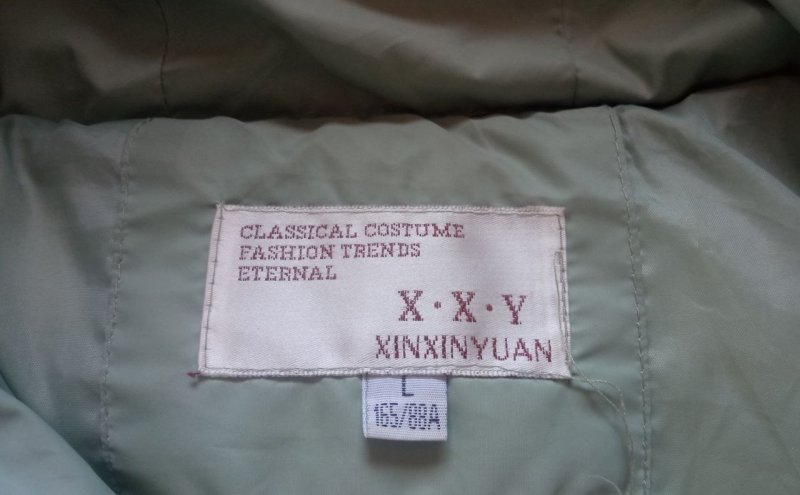 CLASSICAL COSTUME
FASHION TRENDS
ETERNAL
X·X·Y
XINXINYUAN
L
165/88A